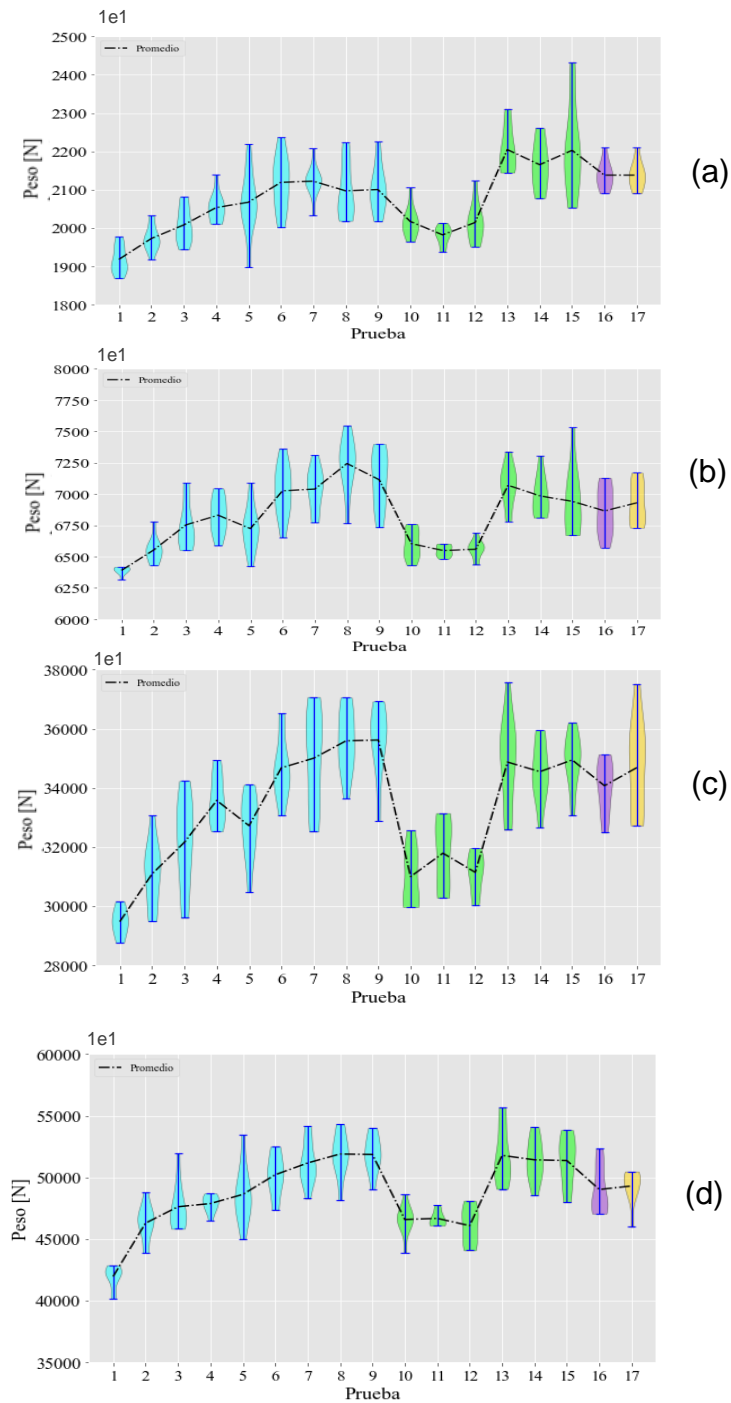 1e1
2500
Promedio
2400
2300
2200
2100
2000
1900
1800
Peso [N]
1 2 3 4 5 6 7 8 9 10 11 12 13 14 15 16 17
Prueba
(a)
1e1
8000
Promedio
7750
7500
7250
7000
6750
6500
6250
6000
Peso [N]
1 2 3 4 5 6 7 8 9 10 11 12 13 14 15 16 17
Prueba
(b)
1e1
38000
Promedio
36000
34000
32000
30000
28000
Peso [N]
1 2 3 4 5 6 7 8 9 10 11 12 13 14 15 16 17
Prueba
(c)
1e1
60000
Promedio
55000
50000
45000
40000
35000
Peso [N]
1 2 3 4 5 6 7 8 9 10 11 12 13 14 15 16 17
Prueba
(d)